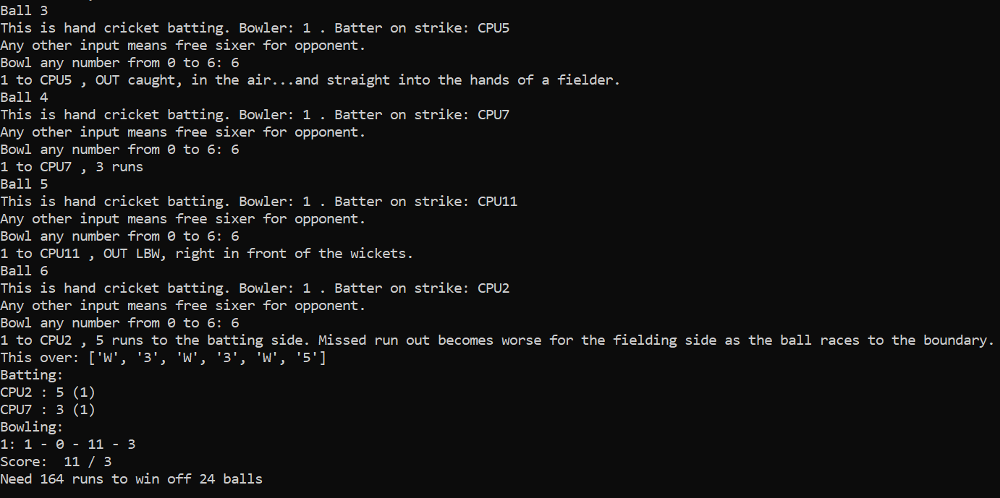 Ball 3
This is hand cricket batting. Bowler: 1 . Batter on strike: CPU5
Any other input means free sixer for opponent.
Bowl any number from 0 to 6: 6
1 to CPU5 , OUT caught, in the air...and straight into the hands of a fielder.
Ball 4
This is hand cricket batting. Bowler: 1 . Batter on strike: CPU7
Any other input means free sixer for opponent.
Bowl any number from 0 to 6: 6
1 to CPU7 , 3 runs
Ball 5
This is hand cricket batting. Bowler: 1 . Batter on strike: CPU11
Any other input means free sixer for opponent.
Bowl any number from 0 to 6: 6
1 to CPU11 , OUT LBW, right in front of the wickets.
Ball 6
This is hand cricket batting. Bowler: 1 . Batter on strike: CPU2
Any other input means free sixer for opponent.
Bowl any number from 0 to 6: 6
1 to CPU2 , 5 runs to the batting side. Missed run out becomes worse for the fielding side as the ball races to the boundary.
This over: ['W', '3', 'W', '3', 'W', '5']
Batting:
CPU2 : 5 (1)
CPU7 : 3 (1)
Bowling:
1: 1 - 0 - 11 - 3
Score:  11 / 3
Need 164 runs to win off 24 balls